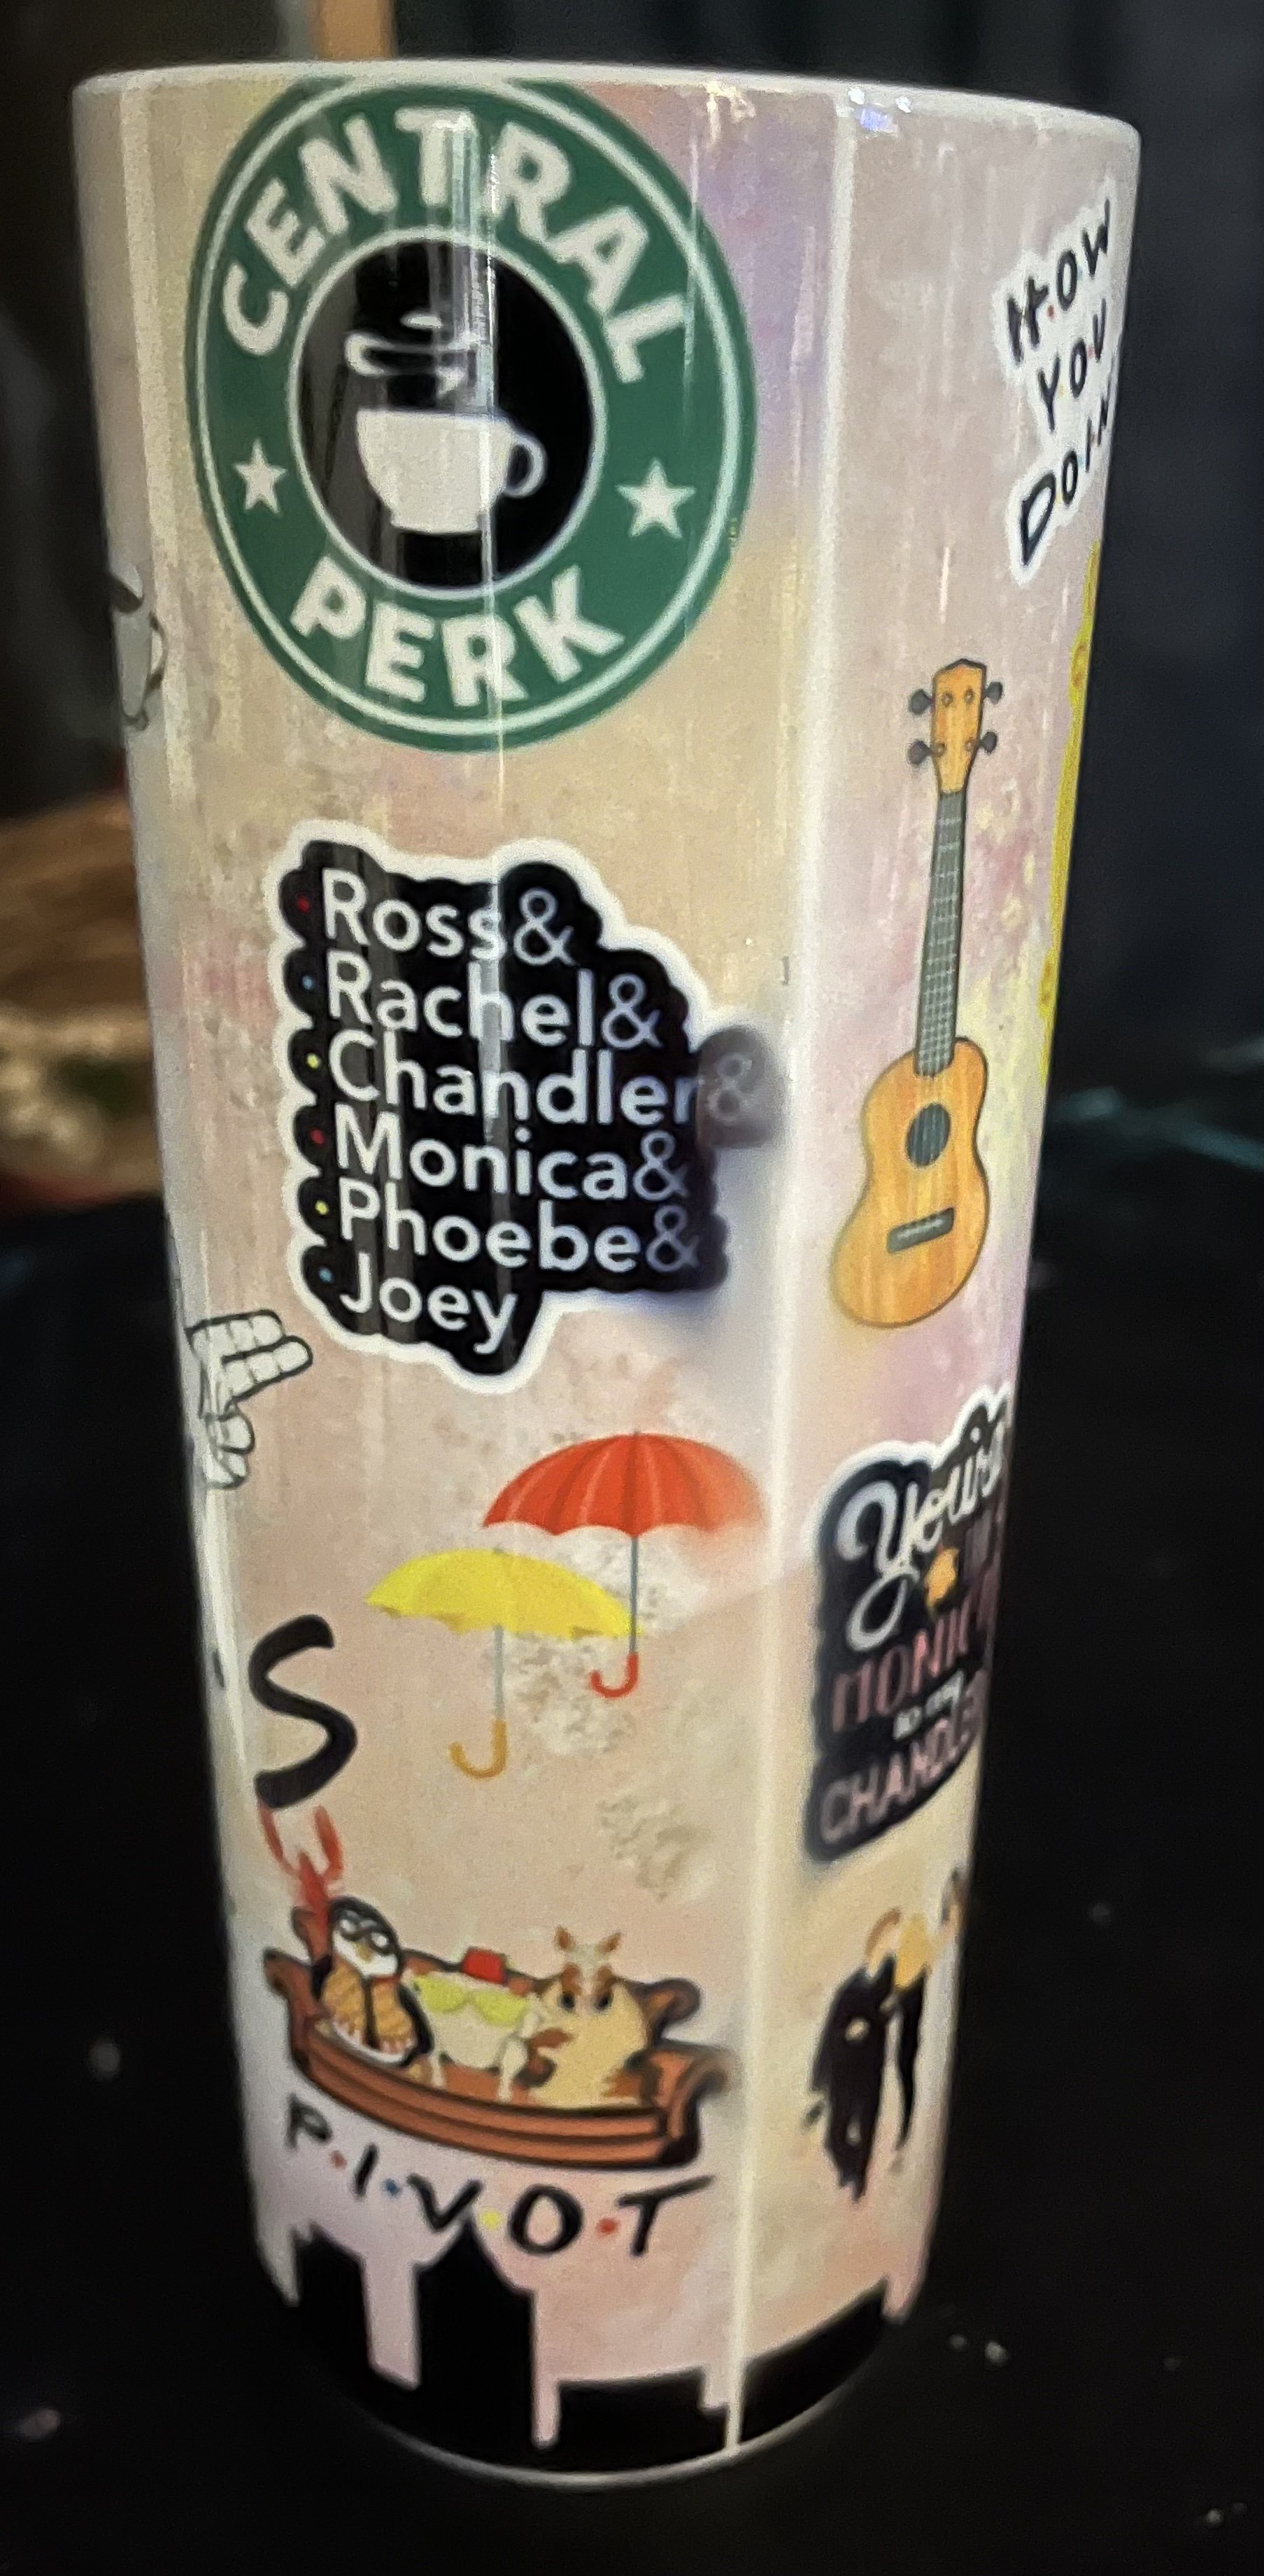 CENTRAL
PERK
HOW
YOU
DOIN
Ross&
Rachel&
Chandler&
Monica&
Phoebe&
Joey
S
P.I.V.O.T